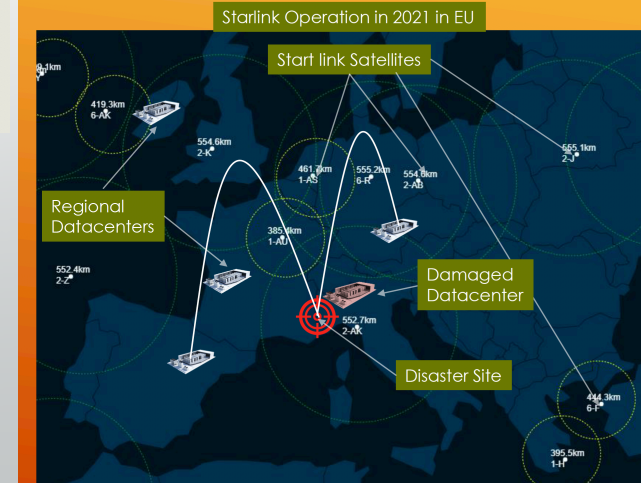 Starlink Operation in 2021 in EU
Start link Satellites
419.3km
6-AK
554.6km
2-K
461.7km
1-AS
555.2km
6-R
554.6km
2-AB
555.1km
2-J
Regional
Datacenters
385.4km
1-AU
552.4km
2-Z
Damaged
Datacenter
552.7km
2-AK
Disaster Site
444.3km
6-F
395.5km
1-H